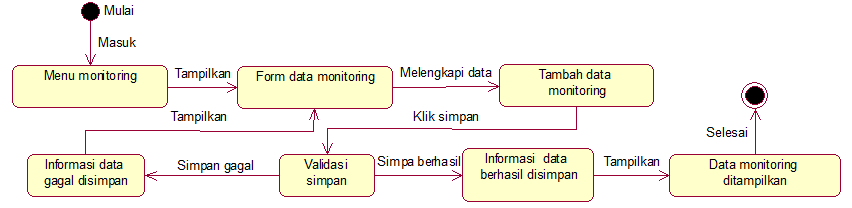 Mulai
Masuk
Menu monitoring
Tampilkan
Form data monitoring
Melengkapi data
Tambah data
monitoring
Tampilkan
Klik simpan
Selesai
Informasi data
gagal disimpan
Simpan gagal
Validasi
simpan
Simpa berhasil
Informasi  data
berhasil disimpan
Tampilkan
Data monitoring
ditampilkan